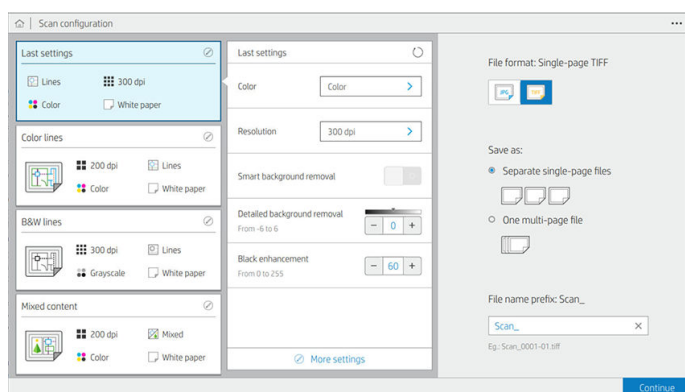 Scan configuration
Last settings
Lines
300 dpi
Color
White paper
Color lines
200 dpi
Lines
Color
White paper
B&W lines
300 dpi
Lines
Grayscale
White paper
Mixed content
200 dpi
Mixed
Color
White paper
Last settings
Color
Color
Resolution
300 dpi
Smart background removal
Detailed background removal
From -6 to 6
- 0 +
Black enhancement
From 0 to 255
- 60 +
More settings
File format: Single-page TIFF
JPG
TIFF
Save as:
Separate single-page files
One multi-page file
File name prefix: Scan_
Scan_
Eg.: Scan_0001-01.tiff
Continue